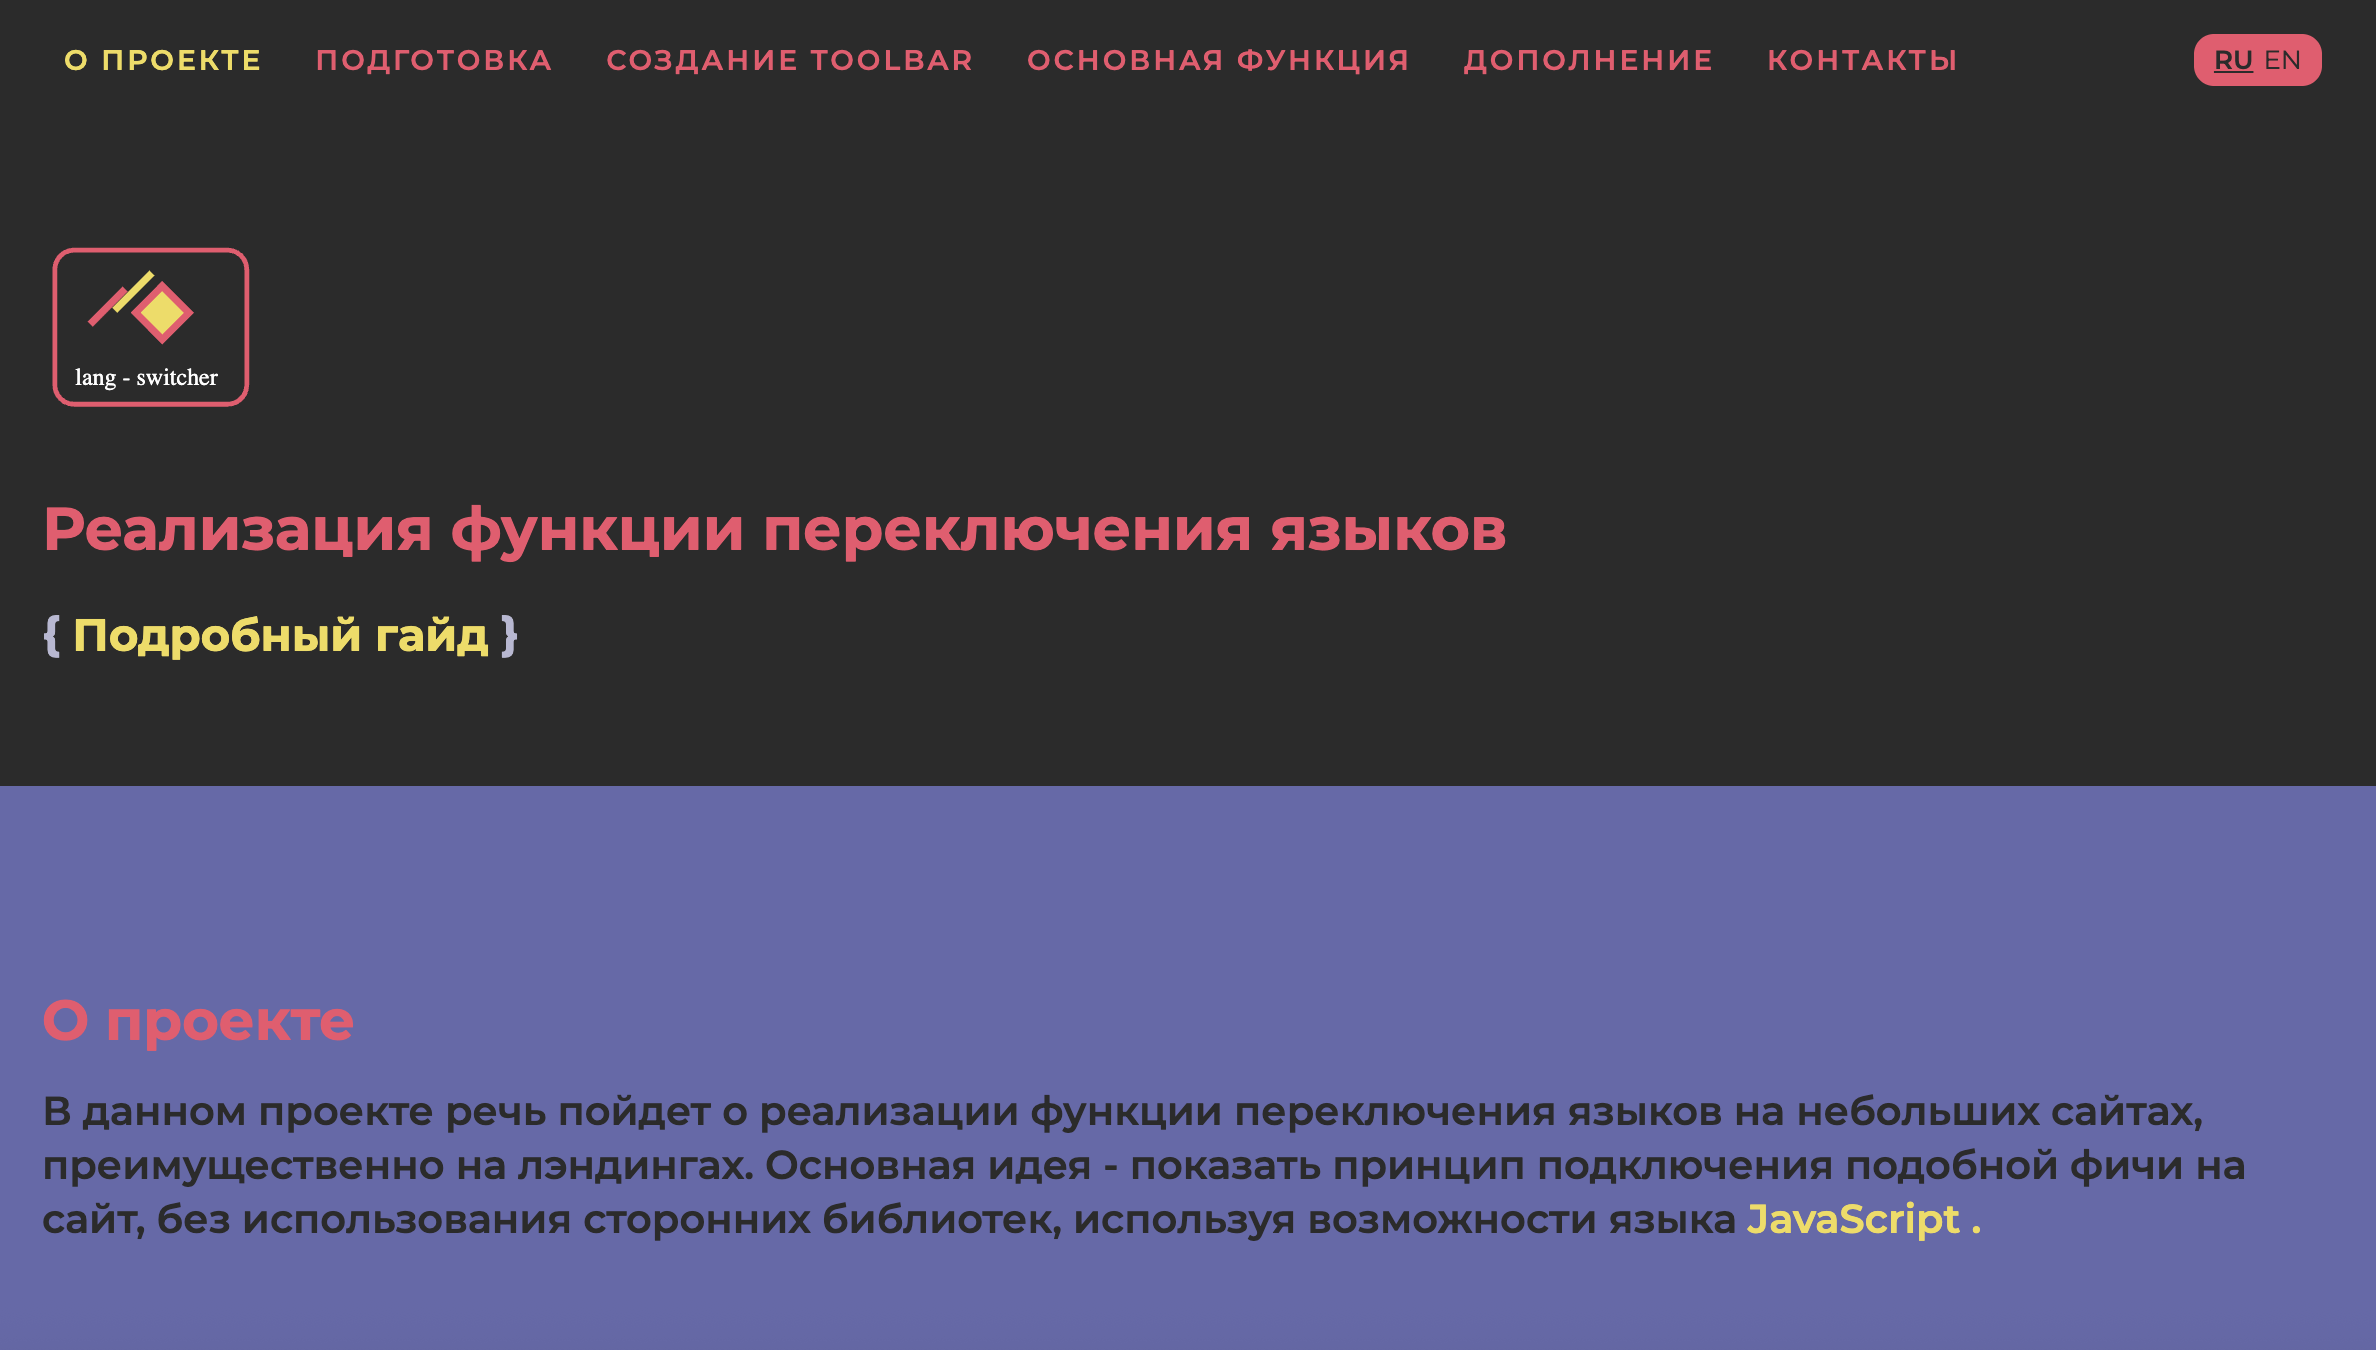 О ПРОЕКТЕ ПОДГОТОВКА СОЗДАНИЕ TOOLBAR ОСНОВНАЯ ФУНКЦИЯ ДОПОЛНЕНИЕ КОНТАКТЫ RU EN
lang - switcher
Реализация функции переключения языков
{ Подробный гайд }
О проекте
В данном проекте речь пойдет о реализации функции переключения языков на небольших сайтах,
преимущественно на лэндингах. Основная идея - показать принцип подключения подобной фичи на
сайт, без использования сторонних библиотек, используя возможности языка JavaScript .